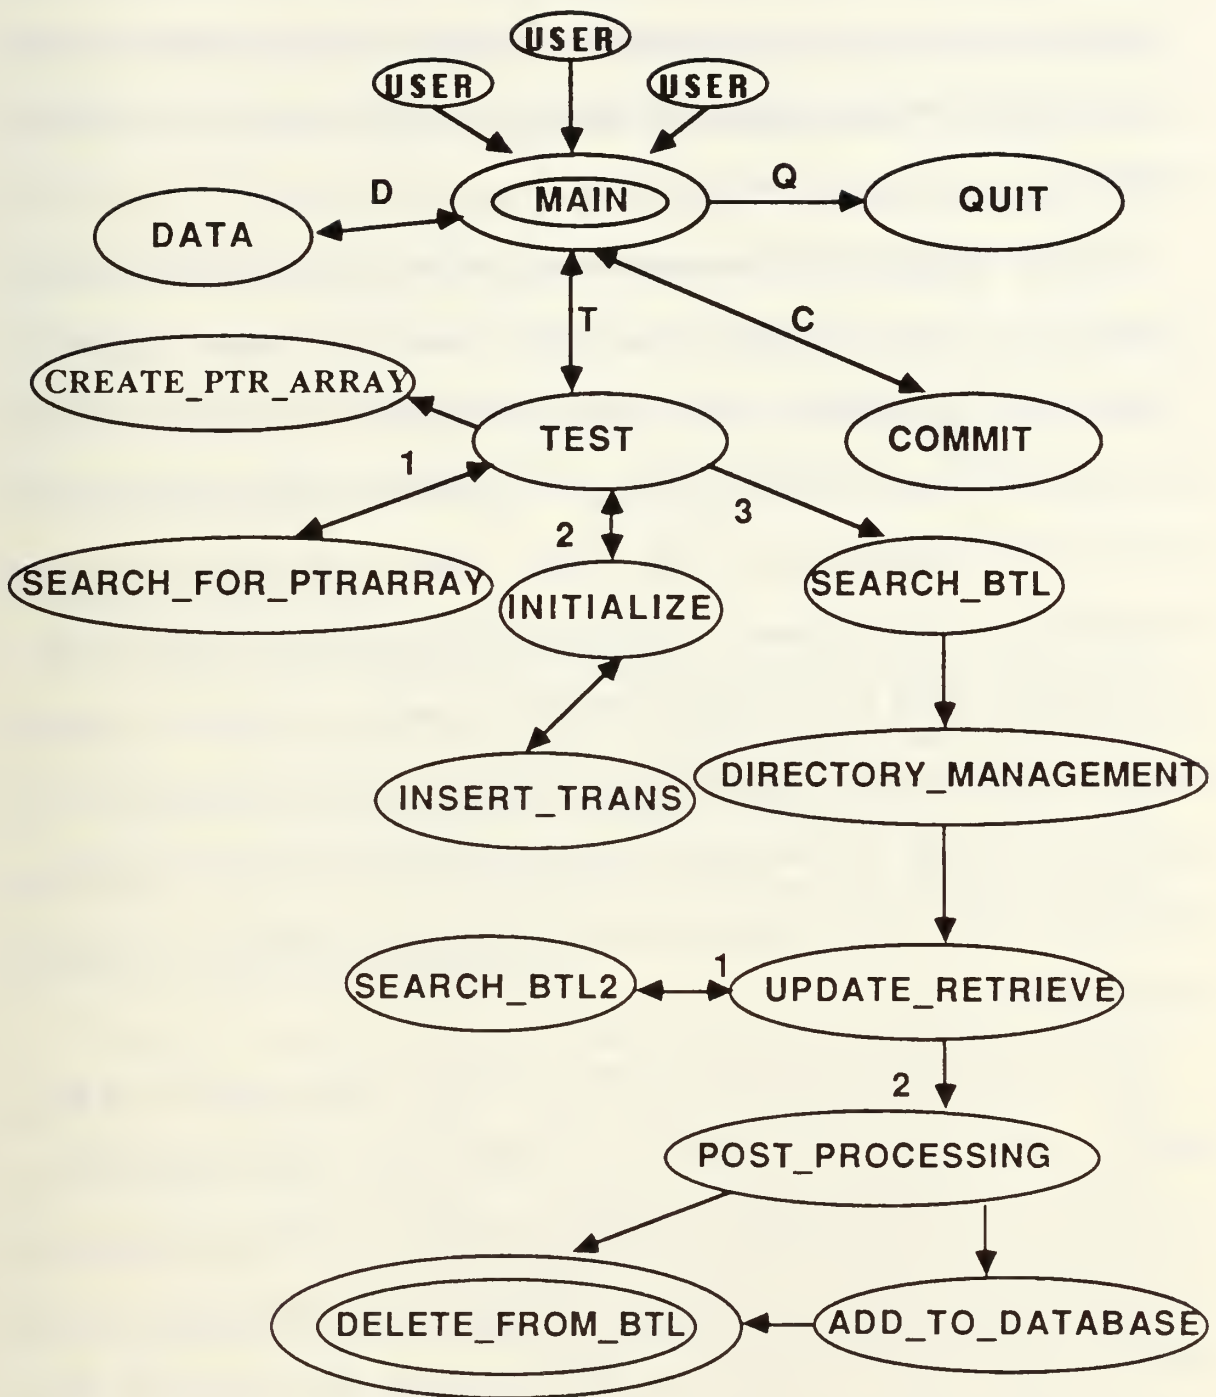 USER
USER
USER
MAIN
Q
QUIT
D
DATA
T
C
CREATE_PTR_ARRAY
TEST
COMMIT
1
2
3
SEARCH_FOR_PTRARRAY
INITIALIZE
SEARCH_BTL
INSERT_TRANS
DIRECTORY_MANAGEMENT
SEARCH_BTL2
1
UPDATE_RETRIEVE
2
POST_PROCESSING
DELETE_FROM_BTL
ADD_TO_DATABASE